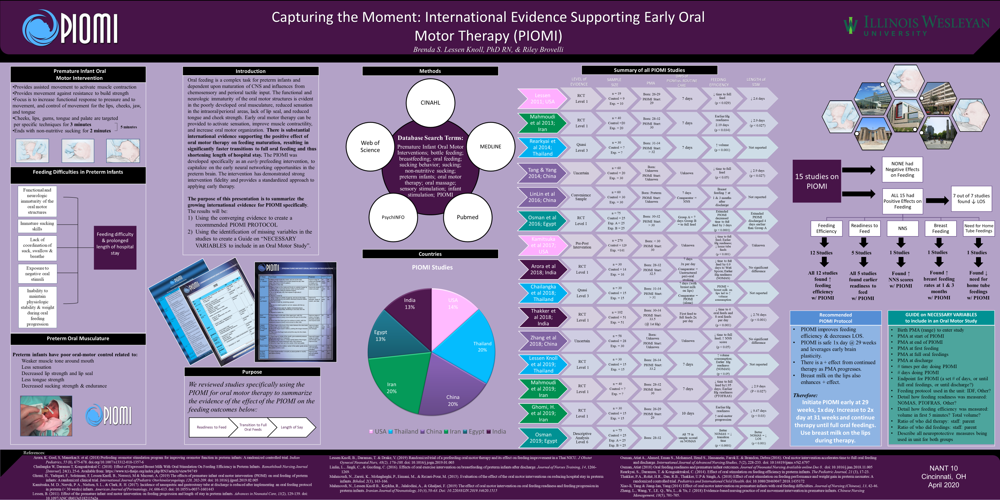 PIOMI
Capturing the Moment: International Evidence Supporting Early Oral
Motor Therapy (PIOMI)
Brenda S. Lessen Knoll, PhD RN, & Riley Brovelli
ILLINOIS WESLEYAN
UNIVERSITY
Premature Infant Oral
Motor Intervention
•Provides assisted movement to activate muscle contraction
•Provides movement against resistance to build strength
•Focus is to increase functional response to pressure and to
movement, and control of movement for the lips, cheeks, jaw,
and tongue
•Cheeks, lips, gums, tongue and palate are targeted
per specific techniques for 3 minutes
•Ends with non-nutritive sucking for 2 minutes
5 minutes
Feeding Difficulties in Preterm Infants
Functional and
neurologic
immaturity of the
oral motor
structures
Immature sucking
skills
Lack of
coordination of
suck, swallow &
breathe
Exposure to
negative oral
stimuli
Inability to
maintain
physiologic
stability & weight
during oral
feeding
progression
Feeding difficulty
& prolonged
length of hospital
stay
Preterm Oral Musculature
Preterm infants have poor oral-motor control related to:
Weaker muscle tone around mouth
Less sensation
Decreased lip strength and lip seal
Less tongue strength
Decreased sucking strength & endurance
PIOMI
Introduction
Oral feeding is a complex task for preterm infants and
dependent upon maturation of CNS and influences from
chemosensory and perioral tactile input. The functional and
neurologic immaturity of the oral motor structures is evident
in the poorly developed oral musculature, reduced sensation
in the intraoral/perioral areas, lack of lip seal, and reduced
tongue and cheek strength. Early oral motor therapy can be
provided to activate sensation, improve muscle contractility,
and increase oral motor organization. There is substantial
international evidence supporting the positive effect of
oral motor therapy on feeding maturation, resulting in
significantly faster transitions to full oral feeding and thus
shortening length of hospital stay. The PIOMI was
developed specifically as an early prefeeding intervention, to
capitalize on the early neural networking opportunities in the
preterm brain. The intervention has demonstrated strong
intervention fidelity and provides a standardized approach to
applying early therapy.
The purpose of this presentation is to summarize the
growing international evidence for PIOMI specifically.
The results will be:
1) Using the converging evidence to create a
recommended PIOMI PROTOCOL
2) Using the identification of missing variables in the
studies to create a Guide on “NECESSARY
VARIABLES to include in an Oral Motor Study”.
PIOMI
PIOMI
PIOMI PREMATURE INFANT ORAL MOTOR INTERVENTION
Purpose
We reviewed studies specifically using the
PIOMI for oral motor therapy to summarize
the evidence of the effect of the PIOMI on the
feeding outcomes below:
Readiness to Feed
Transition to Full
Oral Feeds
Length of Say
Methods
CINAHL
Web of
Science
MEDLINE
PsychINFO
Pubmed
Database Search Terms:
Premature Infant Oral Motor
Interventions; bottle feeding;
breastfeeding; oral feeding;
sucking behavior; sucking;
non-nutritive sucking;
preterm infants; oral motor
therapy; oral massage;
sensory stimulation; infant
stimulation; PIOMI
Countries
PIOMI Studies
USA
14%
Thailand
20%
China
20%
Iran
20%
Egypt
13%
India
13%
USA Thailand China Iran Egypt India
Summary of all PIOMI Studies
LEVEL of
EVIDENCE
SAMPLE
SIZE
PMA
DAYS of
PIOMI vs. ROUTINE
CARE
FEEDING
EFFICIENCY
LENGTH of
STAY
Lessen
2011; USA
RCT
Level 1
n = 19
Control = 9
Exp. = 10
Born: 26-29
PIOMI Start:
29
7 days
↓ time to full
feed
(p < 0.029)
↓ 2.6 days
Mahmoudi
et al 2013;
Iran
RCT
Level 1
n = 40
Control =20
Exp. = 20
Born: 28-32
PIOMI Start:
30
7 days
Earlier fdg
readiness
2.19 days
(p < 0.034)
↓ 2.9 days
(p < 0.027)
Rearkyai et
al 2014;
Thailand
Quasi
Level 3
n = 30
Control = ?
Exp. = ?
Born: 31-34
PIOMI Start:
> 32
7 days
↑ volume
(p < 0.001)
Not reported
Tang & Yang
2014; China
Uncertain
n = 60
Control = 20
Exp. = 30
Born:
Unknown
PIOMI Start:
Unknown
Unknown
↓ time to full
feed
(p < 0.05)
↓ 2.9 days
(p < 0.027)
LinLin et al
2016; China
Convenience
Sample
n = 60
Control = 30
Exp. = 30
Born: Preterm
PIOMI Start:
Unknown
7 days
Comparator =
NNS
Breast
feeding ↑ at
1 & 3 months
after
discharge
Not reported
Osman et al
2016; Egypt
RCT
Level I
n = 75
Control = 25
Exp. A = 25
Exp. B = 25
Born: 30-32
PIOMI Start:
> 30
Group A = 7
days Group B
= to full feed
Extended
PIOMI
decreased
time to full
feed by 3 days
(p < 0.0001)
Extended
PIOMI
discharged 4
days earlier
than Group A
Kamitsuka
et al 2017;
USA
Pre-Post
Intervention
n = 270
Control = 129
Exp. =141
Born: < 30
PIOMI Start:
30
Unknown
↓ time to full
feed; Earlier
fdg readiness;
↓ home tube
feeds
(p < 0.001)
Unknown
Arora et al
2018; India
RCT
Level 1
n = 30
Control = 14
Exp. = 16
Born: 28-32
PIOMI Start:
32.5
7 days
3x per day
Comparator =
Unstructured
peri-oral
stroking
↓ time to full
feed by 0.9
days to Wati
Spoon; Earlier
fdg readiness
(NOMAS)
No significant
difference
Chailangka
et al 2018;
Thailand
Quasi
Level 3
n = 30
Control = 15
Exp. = 15
Born: 31-34
PIOMI Start:
> 31
7 days (with
breast milk
on lips)
Comparator =
PIOMI
(alone)
PIOMI +
breast milk on
lips led to ↑
volume
consumption
Not reported
Thakker et
al 2018;
India
RCT
Level 1
n = 102
Control = 51
Exp. = 51
Born: 30-34
PIOMI Start:
33.5
(@ 1st fdg)
First feed to
full feeds 2x
per day
↓ time to 4
oral feeds and
8 oral feeds
per day
(p < 0.001)
↓ 2.76 days
(p < 0.001)
Zhang et al
2018; China
Uncertain
n = 58
Control = 28
Exp. = 30
Born:
Unknown
PIOMI Start:
Unknown
Unknown
↓ time to full
feed; ↑ NNS
score
(p < 0.05)
No significant
difference
Lessen Knoll
et al 2019;
Thailand
RCT
Level 1
n = 30
Control = 15
Exp. = 15
Born: 26-34
PIOMI Start:
33.2
7 days
↑ volume
consumption;
Earlier fdg
readiness
(NOMAS)
(p < 0.05)
Not reported
Mahmoudi
et al 2019;
Iran
RCT
Level 1
n = 40
Control = ?
Exp. = ?
Born: 28-32
PIOMI Start:
30
7 days
↓ time to full
feed by1.95
days; Earlier
fdg readiness
(PTOFRAS)
↓ 2.9 days
(P < 0.027)
Ghomi, H.
et al 2019;
Iran
RCT
Level 1
n = 30
Control = 15
Exp. = 15
Born: 26-29
PIOMI Start:
29
10 days
Earlier fdg
readiness
↑ oral-motor
progression
↓ 9.47 days
(p < 0.03)
Osman
2019; Egypt
Descriptive
Analysis
Level 6
n = 75
Control = 25
Exp. A = 25
Exp. B = 25
Born: 28-32
All 75 in
sample scored
on NOMAS
Better
NOMAS = ↓
transition
time
(p < 0.0001)
Better
NOMAS = ↓
LOS
(p < 0.001)
15 studies on
PIOMI
NONE had
Negative Effects
on Feeding
ALL 15 had
Positive Effects on
Feeding
7 out of 7 studies
found ↓ LOS
Feeding
Efficiency
Readiness to
Feed
NNS
Breast
Feeding
Need for Home
Tube Feedings
12 Studies
5 Studies
1 Studies
1 Studies
1 Studies
All 12 studies
found ↑
feeding
efficiency
w/ PIOMI
All 5 studies
found earlier
readiness to
feed
w/ PIOMI
Found ↑
NNS scores
w/ PIOMI
Found ↑
breast feeding
rates at 1 & 3
months
w/ PIOMI
Found ↓
need for
home tube
feedings
w/ PIOMI
Recommended
PIOMI Protocol
• PIOMI improves feeding
efficiency & decreases LOS.
• PIOMI is safe 1x day @ 29 weeks
and leverages early brain
plasticity.
• There is a + effect from continued
therapy as PMA progresses.
• Breast milk on the lips also
enhances + effect.
Therefore:
Initiate PIOMI early at 29
weeks, 1x day. Increase to 2x
day at 31 weeks and continue
therapy until full oral feedings.
Use breast milk on the lips
during therapy.
GUIDE on NECESSARY VARIABLES
to include in an Oral Motor Study
• Birth PMA (range) to enter study
• PMA at start of PIOMI
• PMA at end of PIOMI
• PMA at first feeding
• PMA at full oral feedings
• PMA at discharge
• # times per day doing PIOMI
• # days doing PIOMI
• Endpoint for PIOMI (a set # of days, or until
full oral feedings, or until discharge?)
• Feeding protocol used in the unit: IDF, Other?
• Detail how feeding readiness was measured:
NOMAS, PTOFRAS, Other?
• Detail how feeding efficiency was measured:
volume in first 5 minutes? Total volume?
• Ratio of who did therapy: staff: parent
• Ratio of who did feedings: staff: parent
• Describe all neuroprotective measures being
used in unit for both groups
References:
Arora, K. Goel, S, Manerkar,S. et al. (2018) Prefeeding oromotor stimulation program for improving oromotor function in preterm infants: A randomized controlled trial. Indian
Pediatrics, 55 (8), 675-678. doi.org/10.1007/s13312-018-1357-6
Chailangka W, Daramas T, Kongsaktrakul C. (2018) Effect of Expressed Breast Milk With Oral Stimulation On Feeding Efficiency in Preterm Infants. Ramathibodi Nursing Journal
[Internet]. 24(1), 25-6. Available from: https://www.tci-thaijo.org/index.php/RNJ/article/view/94749
Ghomi, H., Yadegari, F., Soleimani, F, Lessen Knoll, B., Noroozi, M & Mazouri, A. (2019) The effects of premature infant oral motor intervention (PIOMI) on oral feeding of preterm
infants: A randomized clinical trial. International Journal of Pediatric Otorhinolaryngology, 120, 202-209. doi: 10.1016/j.ijporl.2019.02.005
Kamitsuka, M. D., Nervik, P. A., Nielsen, S. L., & Clark, R. H. (2017). Incidence of nasogastric and gastrostomy tube at discharge is reduced after implementing an oral feeding protocol
in preterm (< 30 weeks) infants. American Journal of Perinatology, 34, 606-613. doi: 10.1055/s-0037-1601443
Lessen, B. (2011). Effect of the premature infant oral motor intervention on feeding progression and length of stay in preterm infants. Advances in Neonatal Care, 11(2), 129-139. doi:
10.1097/ANC.0b013e3182115a2a
Lessen Knoll, B., Daramas, T. & Drake, V. (2019) Randomized trial of a prefeeding oral motor therapy and its effect on feeding improvement in a Thai NICU. J Obstet
Gynecol Neonatal Nurs, 48(2), 176-188. doi: 10.1016/j.jogn.2019.01.003
Linlin, L., Jingli, C., & Guofeng, C. (2016). Effects of oral exercise intervention on breastfeeding of preterm infants after discharge. Journal of Nurses Training, 14, 1266-
1269.
Mahmoudi, N., Zareii, K., Mohagheghi, P., Eimani, M., & Rezaei-Pour, M. (2013). Evaluation of the effect of the oral motor interventions on reducing hospital stay in preterm
infants. Bihdad, 2(3), 163-166.
Mahmoodi, N., Lessen Knoll B., Keykha, R., Jalalodini, A., & Ghaljaei, F. (2019) The effect of oral motor intervention on oral feeding readiness and feeding progression in
preterm infants. Iranian Journal of Neonatology, 10 (3),58-63. Doi: 10.22038/IJN.2019.34620.1515
Osman, Atiat A., Ahmed, Eman S., Mohamed, Hend S., Hassanein, Farok E. & Brandon, Debra (2016). Oral motor intervention accelerates time to full oral feeding
and discharge. International Journal of Advanced Nursing Studies, 5 (2), 228-233. doi: 10:14419/ijans.v5i2.6797
Osman, Atiat (2018) Oral feeding readiness and premature infant outcomes. Journal of Neonatal Nursing Available online Dec 8. doi: 10.1016/j.jnn.2018.11.005
Rearkyai, S., Daramus, T. & Kongsaktrakul, C. (2014). Effect of oral stimulation on feeding efficiency in preterm infants. The Pediatric Journal, 21 (3), 17-23.
Thakker, P.A., Rohit, H.R., Das, R.B., Thakker, U.P & Singh, A. (2018) Effect of oral stimulation on feeding performance and weight gain in preterm neonates: A
randomized controlled trial. Pediatrics and International Child Health. doi: 10.1080/20469047.2018.1435172
Xiao-li, Tang & Jiang-Ian, Yang (2014) Effect of oral motor intervention on premature infants with oral feeding difficulties. Journal of Nursing (Chinese), 13, 42-46.
Zhang, L., Wang, Y., LE, Q., Wu, L., & Yu, J. (2018) Evidence-based nursing practice of oral movement intervention in premature infants. Chinese Nursing
Management, 18(5), 701-705.
NANT 10
Cincinnati, OH
April 2020